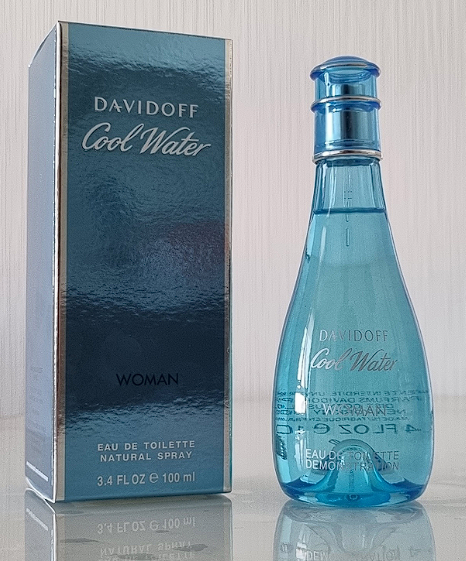 DAVIDOFF
Cool Water
WOMAN
EAU DE TOILETTE
NATURAL SPRAY
3.4 FL OZ e 100 ml
DAVIDOFF
Cool Water
WOMAN
EAU DE TOILETTE
DEMONSTRATION